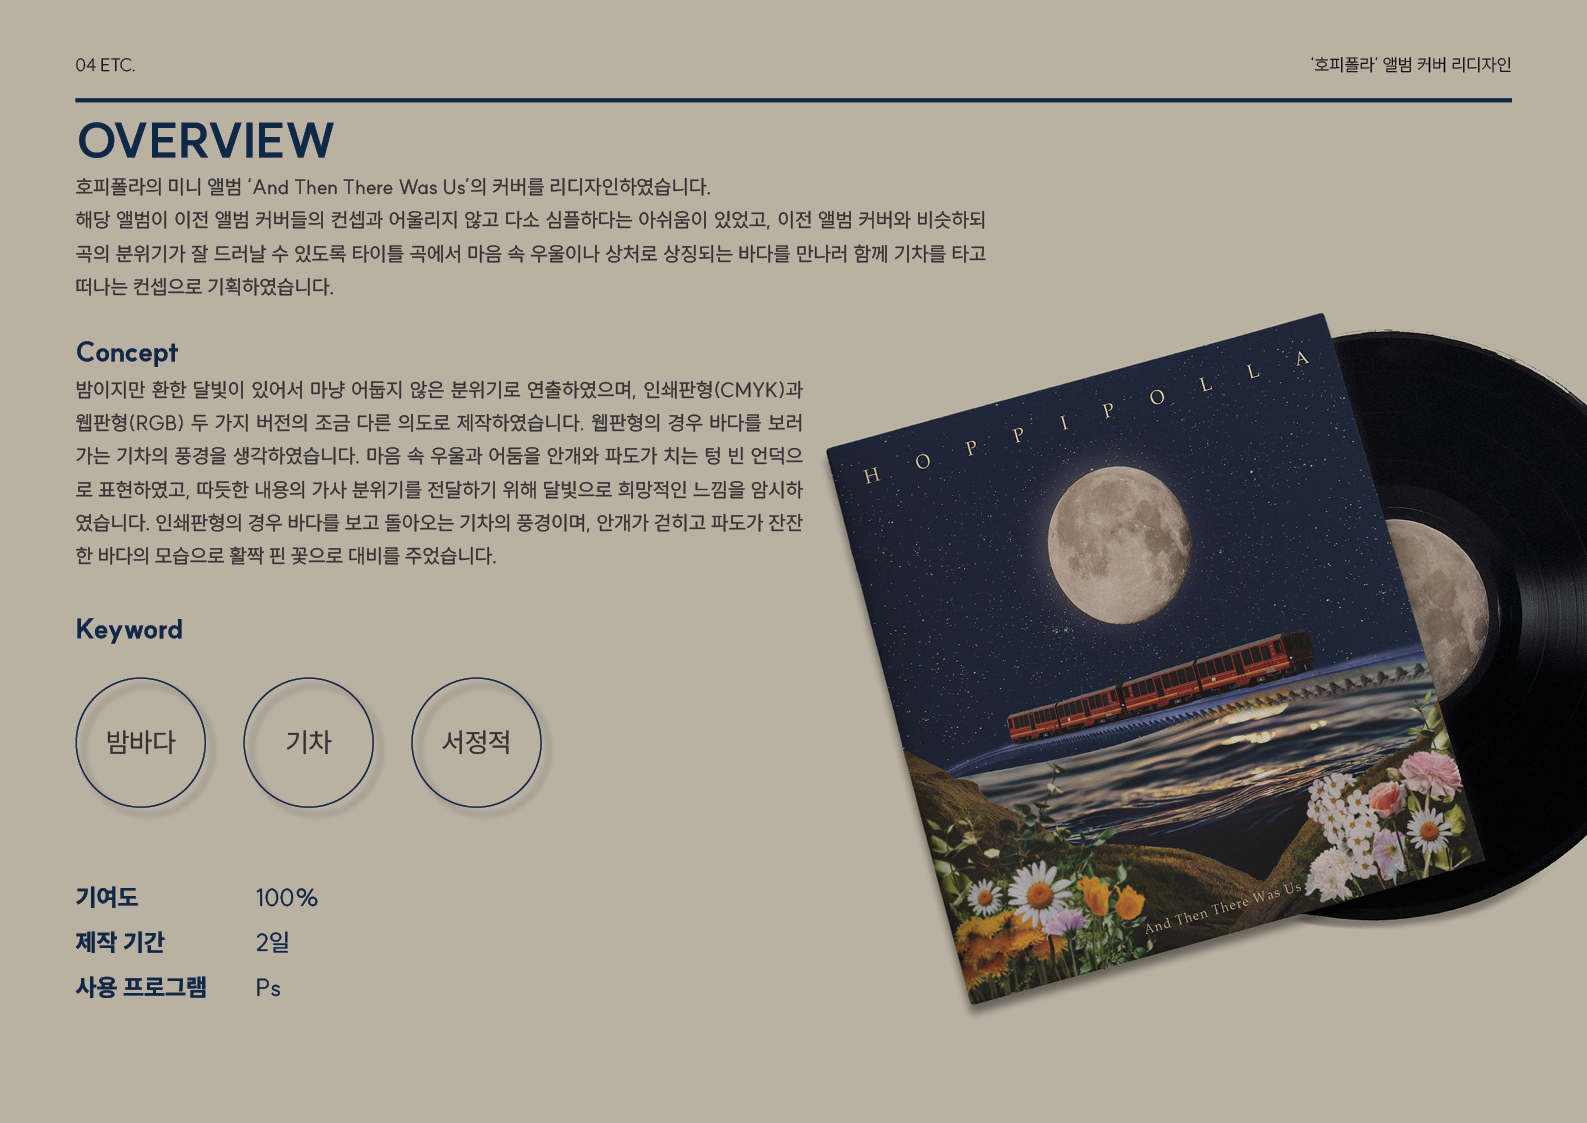 04 ETC.
‘호피폴라’ 앨범 커버 리디자인
OVERVIEW
호피폴라의 미니 앨범 ‘And Then There Was Us’의 커버를 리디자인하였습니다.
해당 앨범이 이전 앨범 커버들의 컨셉과 어울리지 않고 다소 심플하다는 아쉬움이 있었고, 이전 앨범 커버와 비슷하되
곡의 분위기가 잘 드러날 수 있도록 타이틀 곡에서 마음 속 우울이나 상처로 상징되는 바다를 만나러 함께 기차를 타고
떠나는 컨셉으로 기획하였습니다.
Concept
밤이지만 환한 달빛이 있어서 마냥 어둡지 않은 분위기로 연출하였으며, 인쇄판형(CMYK)과
웹판형(RGB) 두 가지 버전의 조금 다른 의도로 제작하였습니다. 웹판형의 경우 바다를 보러
가는 기차의 풍경을 생각하였습니다. 마음 속 우울과 어둠을 안개와 파도가 치는 텅 빈 언덕으
로 표현하였고, 따듯한 내용의 가사 분위기를 전달하기 위해 달빛으로 희망적인 느낌을 암시하
였습니다. 인쇄판형의 경우 바다를 보고 돌아오는 기차의 풍경이며, 안개가 걷히고 파도가 잔잔
한 바다의 모습으로 활짝 핀 꽃으로 대비를 주었습니다.
Keyword
밤바다
기차
서정적
기여도 100%
제작 기간 2일
사용 프로그램 Ps
HOPPIPOLLA
And Then There Was Us